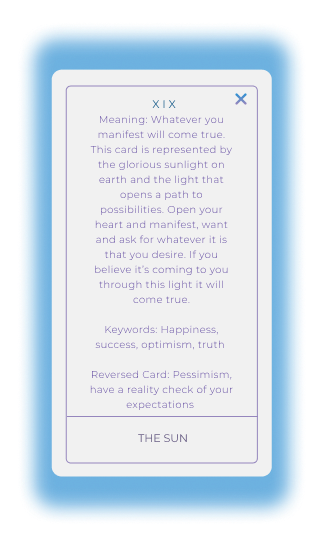 XIX
Meaning: Whatever you
manifest will come true.
This card is represented by
the glorious sunlight on
earth and the light that
opens a path to
possibilities. Open your
heart and manifest, want
and ask for whatever it is
that you desire. If you
believe it's coming to you
through this light it will
come true.
Keywords: Happiness,
success, optimism, truth
Reversed Card: Pessimism,
have a reality check of your
expectations
THE SUN